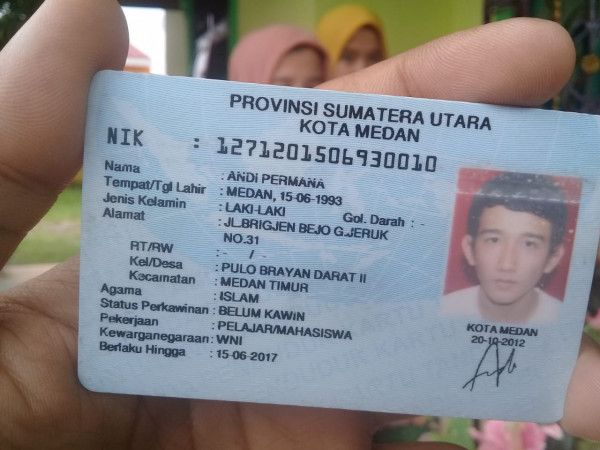 PROVINSI SUMATERA UTARA
KOTA MEDAN
NIK : 1271201506930010
Nama : ANDI PERMANA
Tempat/Tgl Lahir : MEDAN, 15-06-1993
Jenis Kelamin : LAKI-LAKI Gol. Darah : -
Alamat : JL.BRIGJEN BEJO G.JERUK
NO.31
RT/RW : - / -
Kel/Desa : PULO BRAYAN DARAT II
Kecamatan : MEDAN TIMUR
Agama : ISLAM
Status Perkawinan : BELUM KAWIN
Pekerjaan : PELAJAR/MAHASISWA
Kewarganegaraan : WNI
Berlaku Hingga : 15-06-2017
KOTA MEDAN
20-10-2012